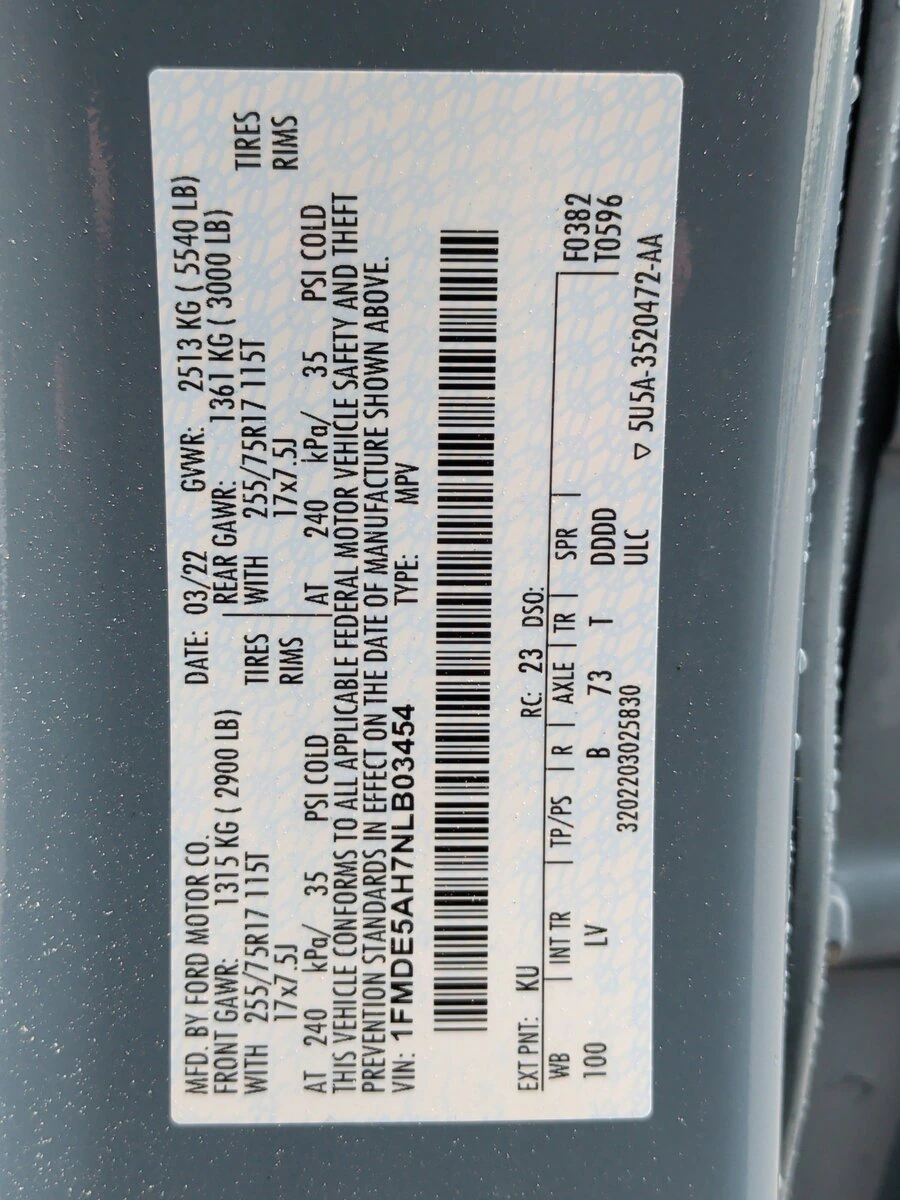 MFD. BY FORD MOTOR CO. DATE: 03/22 GVWR: 2513 KG ( 5540 LB)
FRONT GAWR: 1315 KG ( 2900 LB) REAR GAWR: 1361 KG ( 3000 LB)
WITH 255/75R17 115T TIRES WITH 255/75R17 115T TIRES
17x7.5J RIMS 17x7.5J RIMS
AT 240 kPa/ 35 PSI COLD AT 240 kPa/ 35 PSI COLD
THIS VEHICLE CONFORMS TO ALL APPLICABLE FEDERAL MOTOR VEHICLE SAFETY AND THEFT
PREVENTION STANDARDS IN EFFECT ON THE DATE OF MANUFACTURE SHOWN ABOVE.
VIN: 1FMDE5AH7NLB03454 TYPE: MPV
EXT PNT: KU RC: 23 DSO:
WB INT TR TP/PS R AXLE TR SPR F0382
100 LV B 73 T DDDD T0596
ULC
3202203025830 ▽ 5U5A-3520472-AA